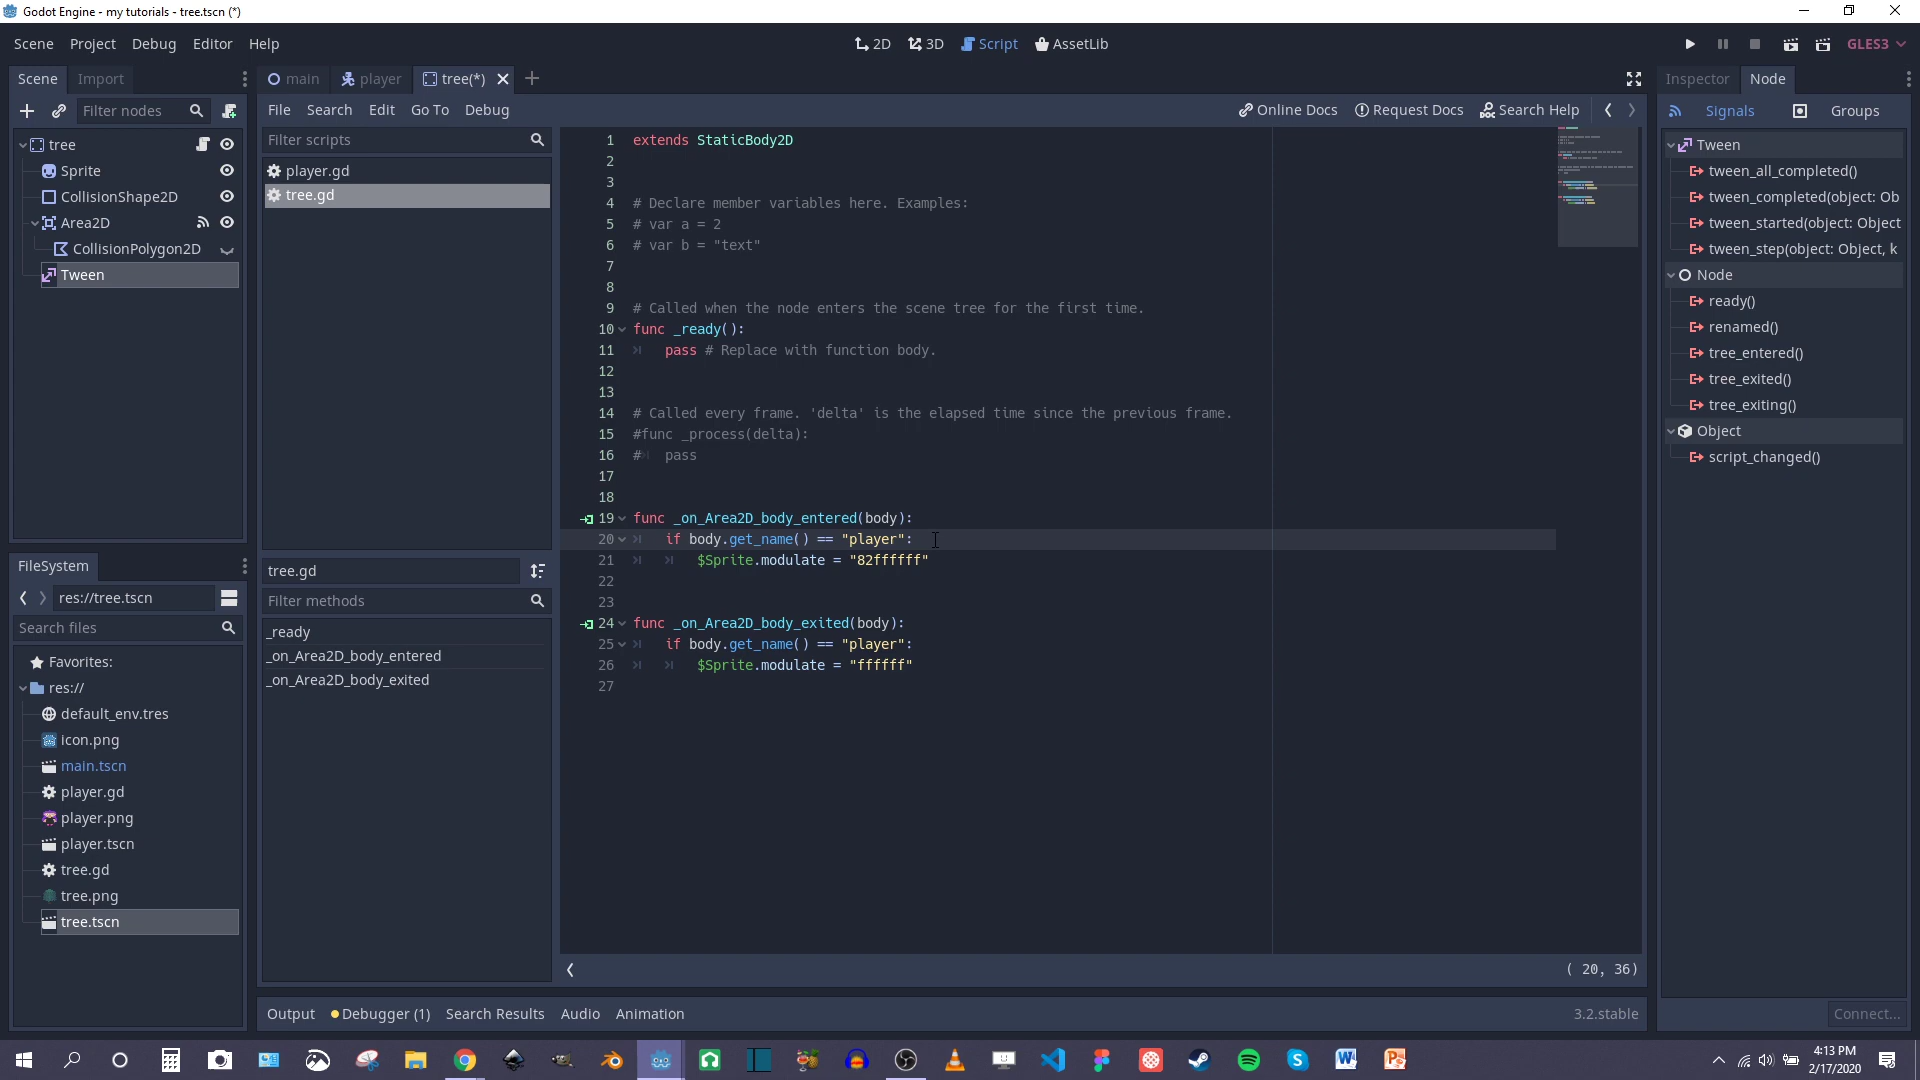 Godot Engine - my tutorials - tree.tscn (*)
Scene Project Debug Editor Help
2D 3D Script AssetLib
GLES3
Scene Import
Filter nodes
tree
Sprite
CollisionShape2D
Area2D
CollisionPolygon2D
Tween
FileSystem
res://tree.tscn
Search files
Favorites:
res://
default_env.tres
icon.png
main.tscn
player.gd
player.png
player.tscn
tree.gd
tree.png
tree.tscn
main player tree(*)
File Search Edit Go To Debug
Online Docs Request Docs Search Help
Filter scripts
player.gd
tree.gd
tree.gd
Filter methods
_ready
_on_Area2D_body_entered
_on_Area2D_body_exited
1 extends StaticBody2D
2
3
4 # Declare member variables here. Examples:
5 # var a = 2
6 # var b = "text"
7
8
9 # Called when the node enters the scene tree for the first time.
10 func _ready():
11 pass # Replace with function body.
12
13
14 # Called every frame. 'delta' is the elapsed time since the previous frame.
15 #func _process(delta):
16 # pass
17
18
19 func _on_Area2D_body_entered(body):
20 if body.get_name() == "player":
21 $Sprite.modulate = "82ffffff"
22
23
24 func _on_Area2D_body_exited(body):
25 if body.get_name() == "player":
26 $Sprite.modulate = "ffffff"
27
( 20, 36)
Output Debugger (1) Search Results Audio Animation
3.2.stable
Inspector Node
Signals Groups
Tween
tween_all_completed()
tween_completed(object: Ob
tween_started(object: Object
tween_step(object: Object, k
Node
ready()
renamed()
tree_entered()
tree_exited()
tree_exiting()
Object
script_changed()
Connect...
4:13 PM
2/17/2020